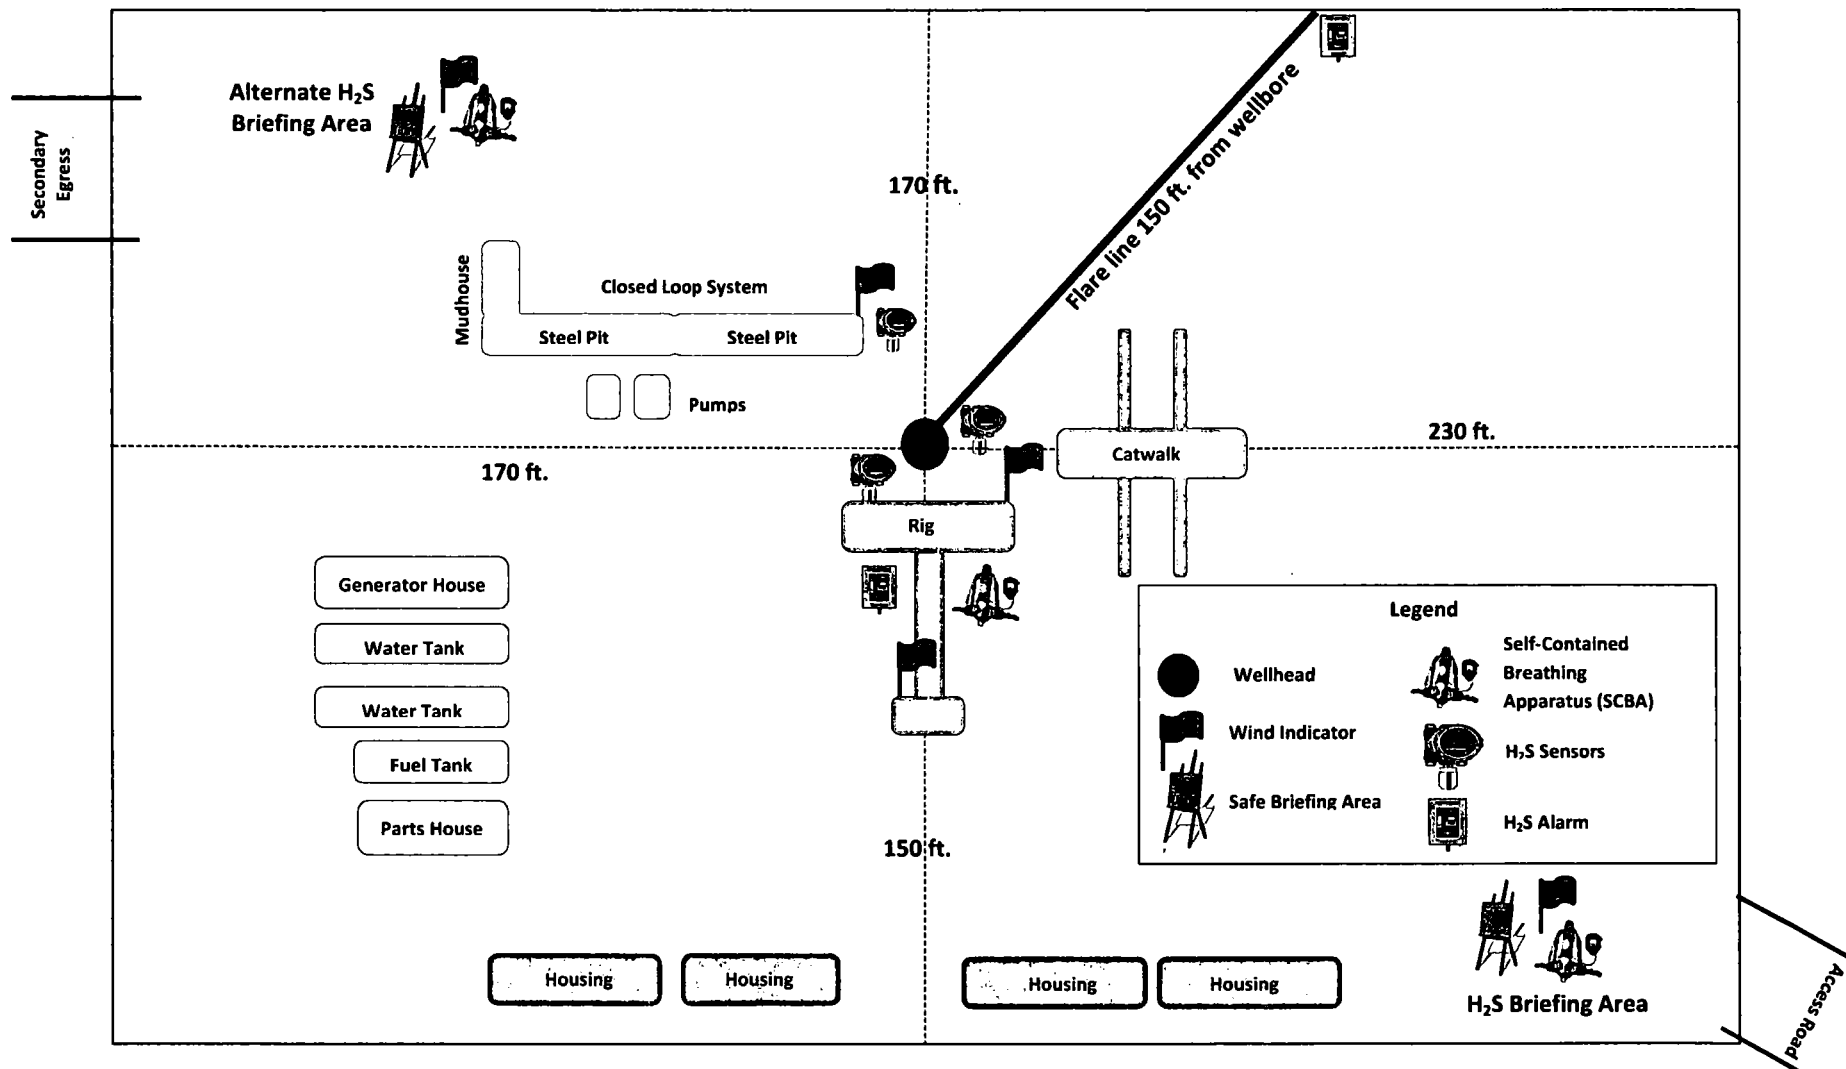 Alternate H₂S
Briefing Area
Secondary
Egress
170 ft.
Flare line 150 ft. from wellbore
Mudhouse
Closed Loop System
Steel Pit
Steel Pit
Pumps
230 ft.
170 ft.
Catwalk
Rig
Generator House
Water Tank
Water Tank
Fuel Tank
Parts House
150 ft.
Legend
Wellhead
Wind Indicator
Safe Briefing Area
Self-Contained
Breathing
Apparatus (SCBA)
H₂S Sensors
H₂S Alarm
Housing
Housing
Housing
Housing
H₂S Briefing Area
Access Road